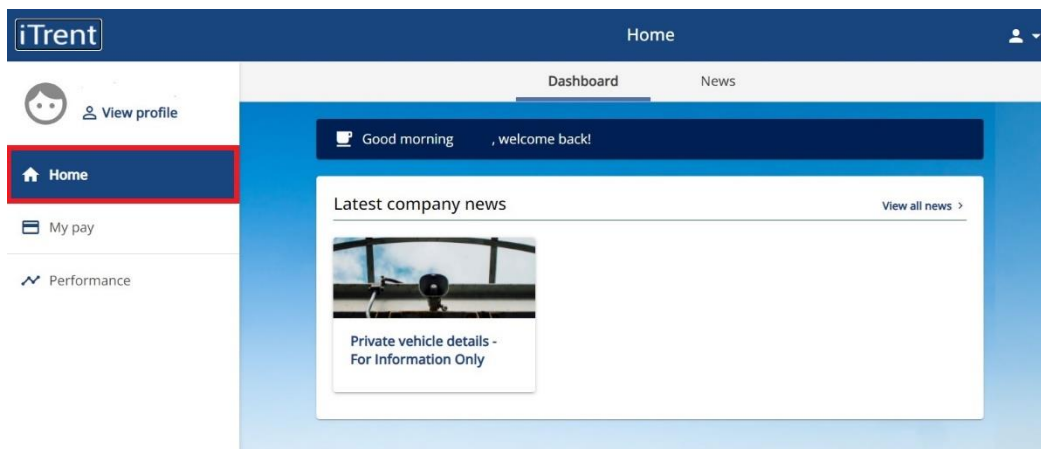 iTrent
Home
View profile
Dashboard News
Good morning , welcome back!
Home
Latest company news
View all news >
My pay
Performance
Private vehicle details -
For Information Only